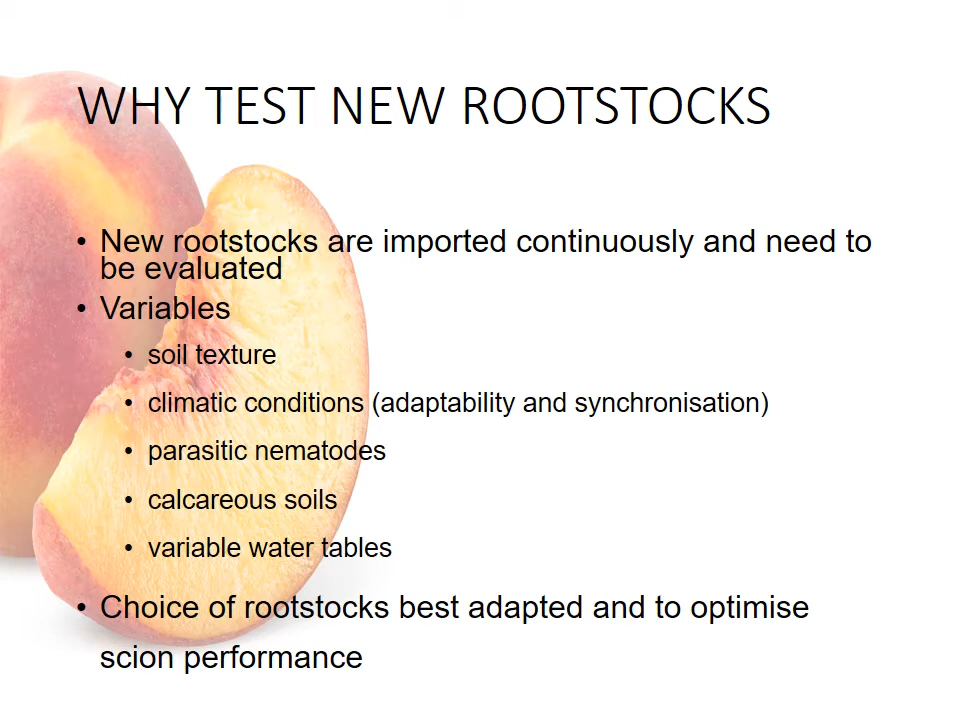 WHY TEST NEW ROOTSTOCKS
• New rootstocks are imported continuously and need to
be evaluated
• Variables
• soil texture
• climatic conditions (adaptability and synchronisation)
• parasitic nematodes
• calcareous soils
• variable water tables
• Choice of rootstocks best adapted and to optimise
scion performance